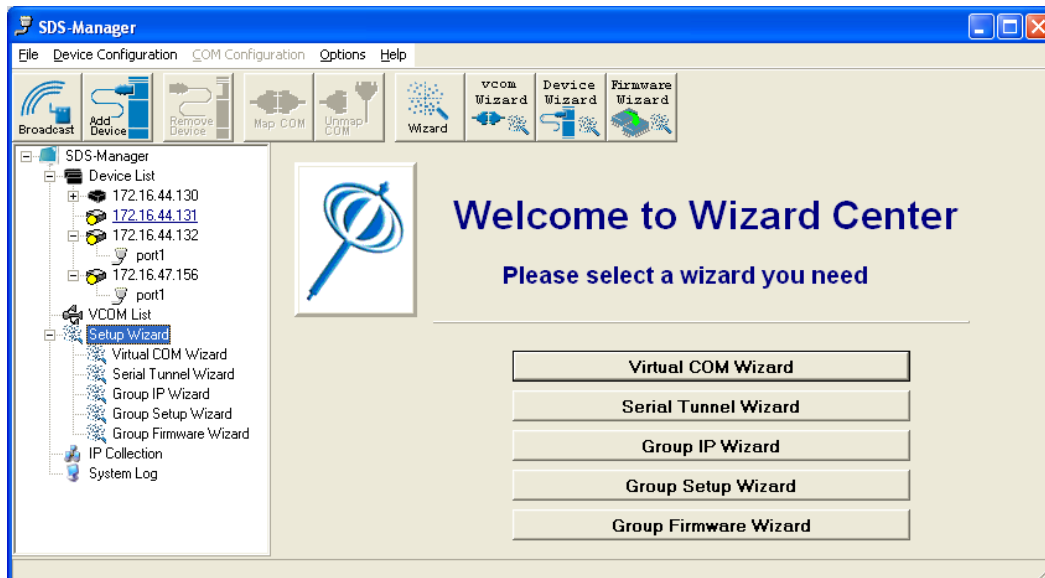 SDS-Manager
File Device Configuration COM Configuration Options Help
Broadcast Add Device Remove Device Map COM Unmap COM Wizard vcom Wizard Device Wizard Firmware Wizard
SDS-Manager
Device List
172.16.44.130
172.16.44.131
172.16.44.132
port1
172.16.47.156
port1
VCOM List
Setup Wizard
Virtual COM Wizard
Serial Tunnel Wizard
Group IP Wizard
Group Setup Wizard
Group Firmware Wizard
IP Collection
System Log
Welcome to Wizard Center
Please select a wizard you need
Virtual COM Wizard
Serial Tunnel Wizard
Group IP Wizard
Group Setup Wizard
Group Firmware Wizard